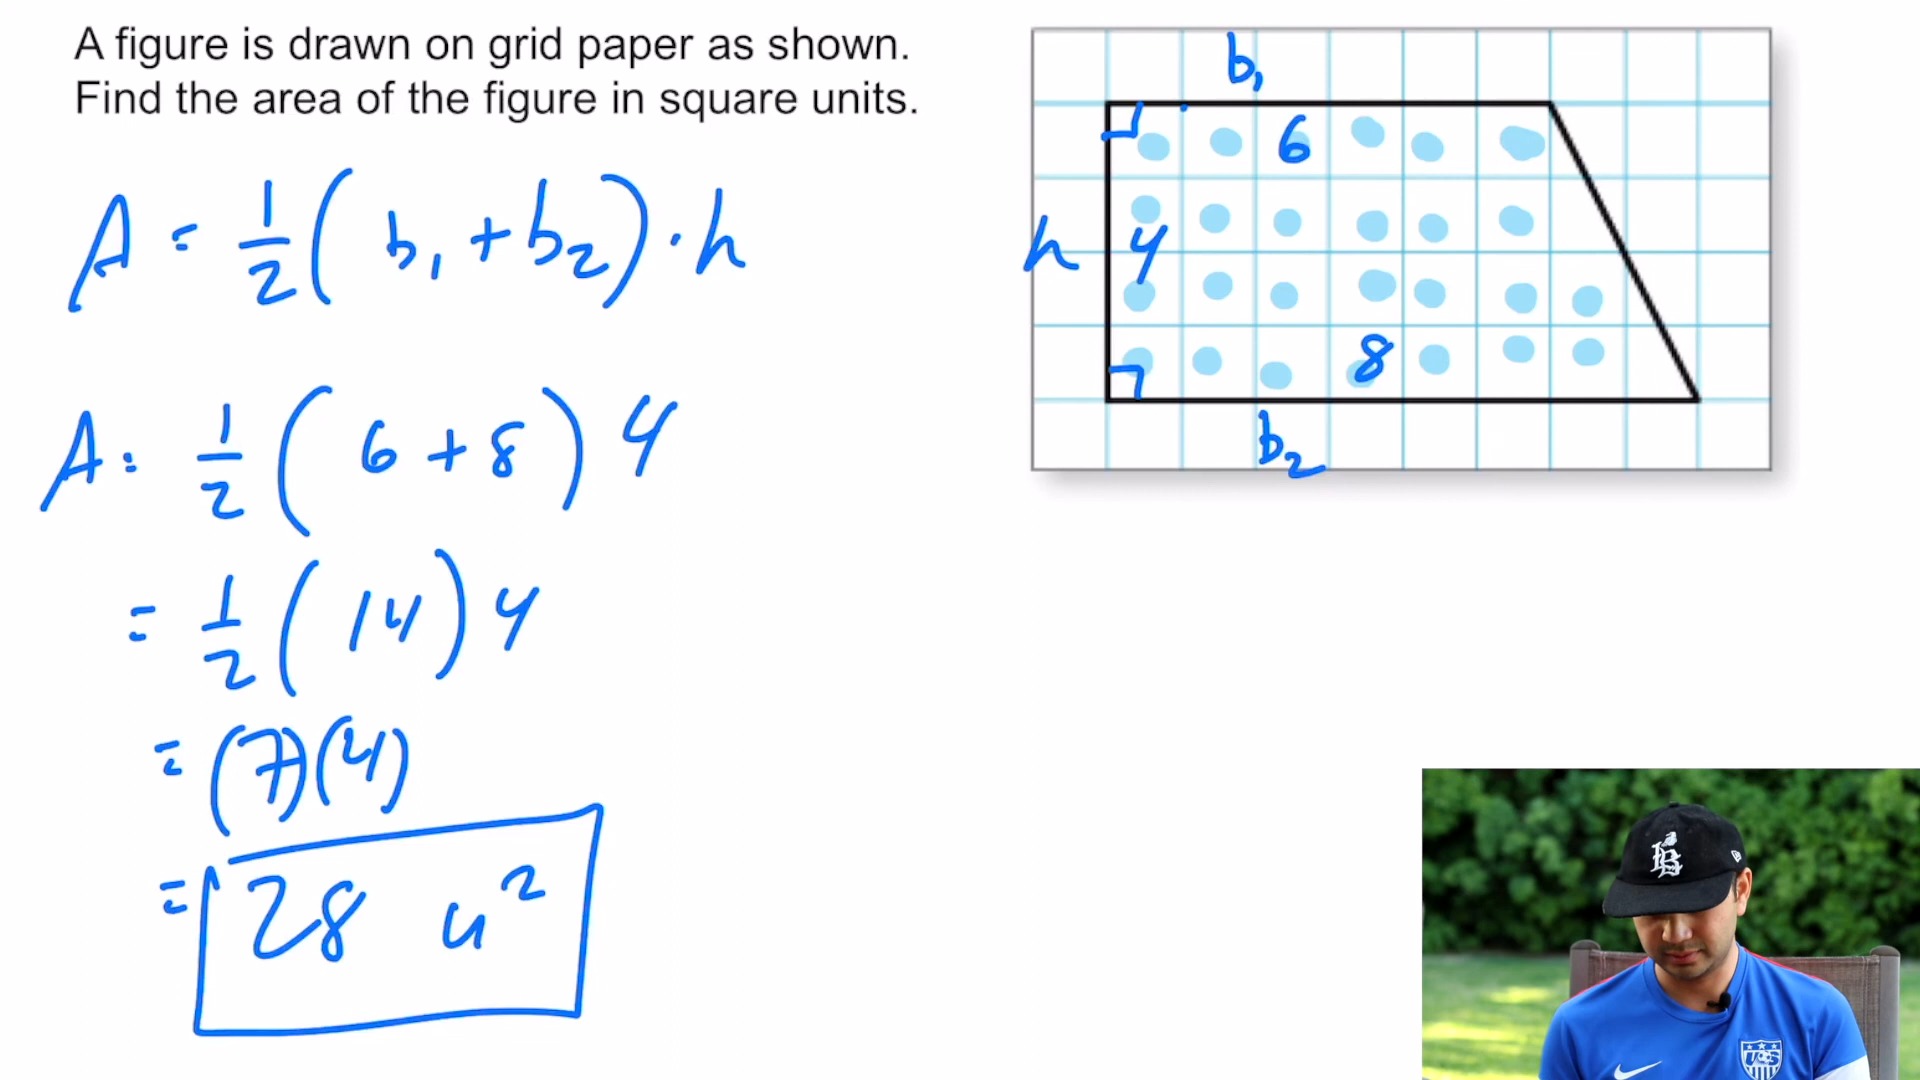 A figure is drawn on grid paper as shown.
Find the area of the figure in square units.
A = 1/2 ( b₁ + b₂ ) · h
A = 1/2 ( 6 + 8 ) 4
= 1/2 ( 14 ) 4
= (7)(4)
= 28 u²
b₁
6
h
4
8
b₂
LB
US